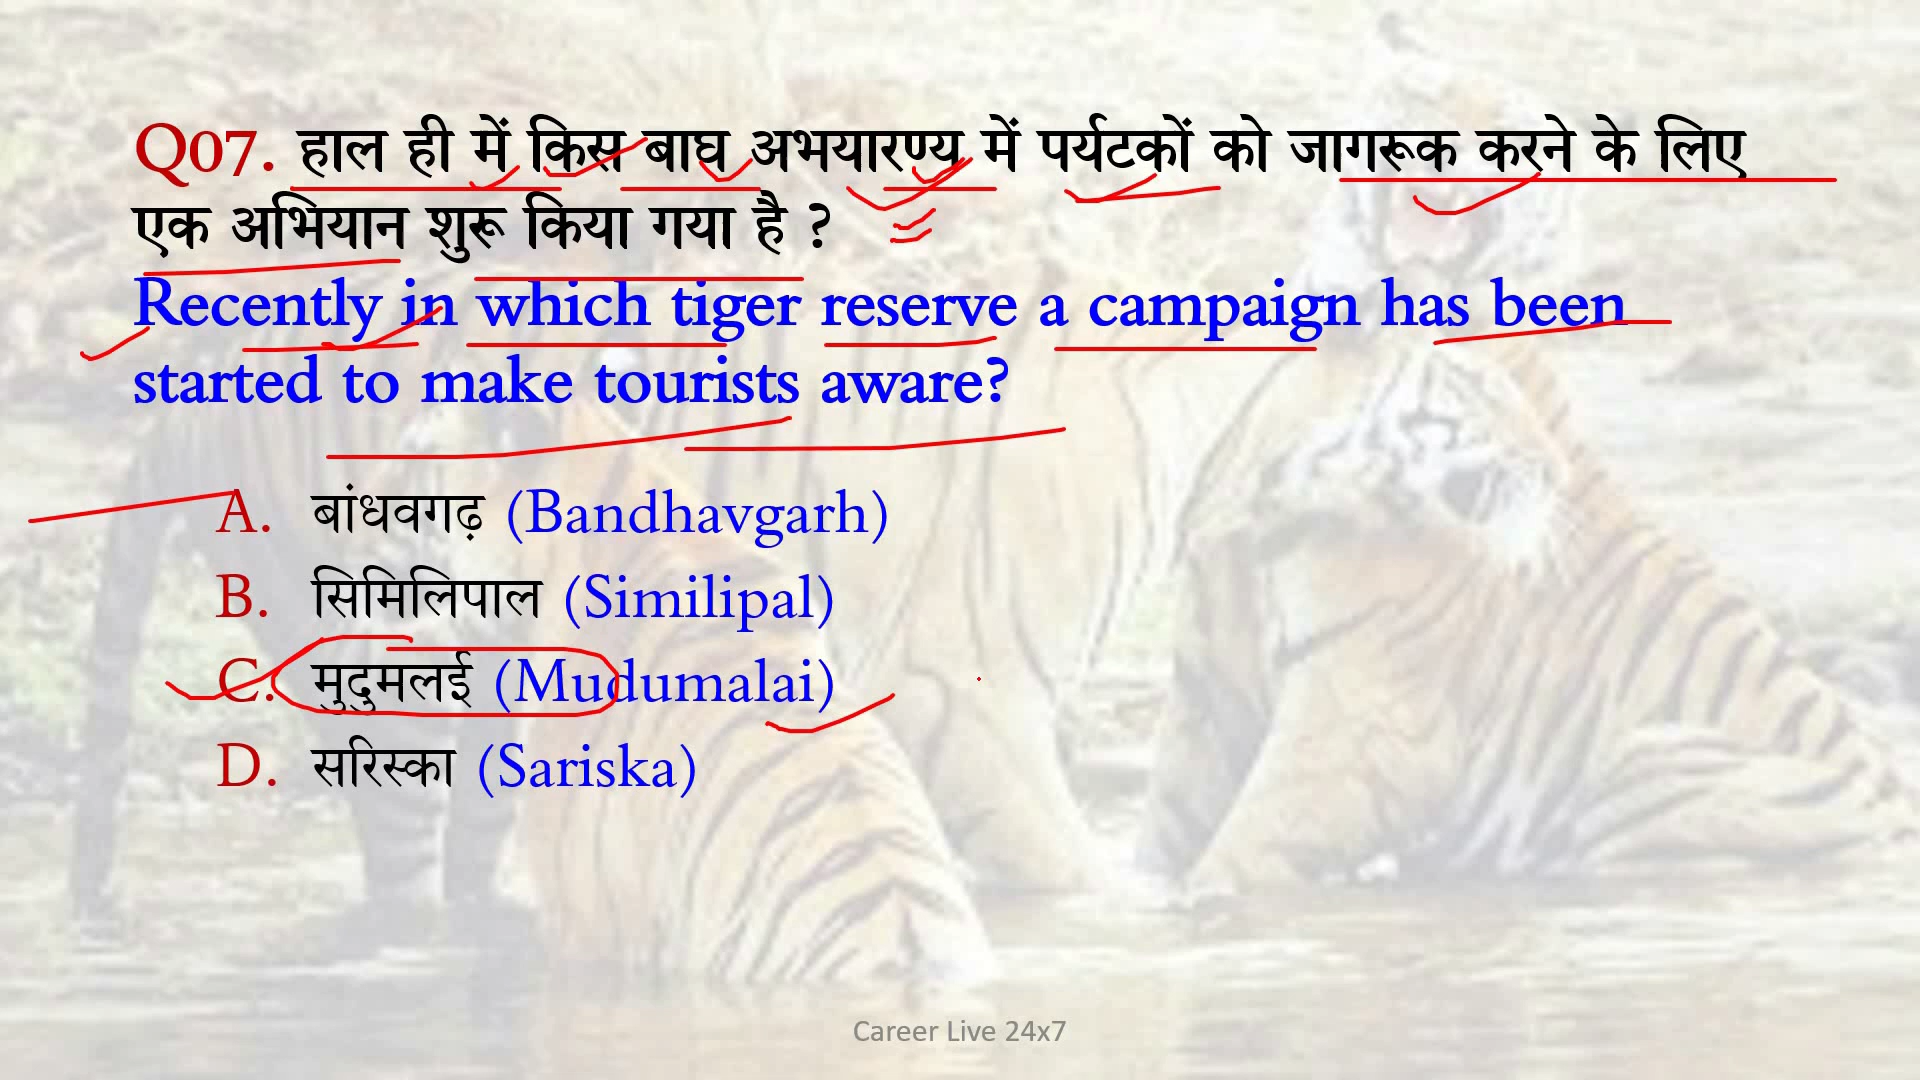 Q07. हाल ही में किस बाघ अभयारण्य में पर्यटकों को जागरूक करने के लिए
एक अभियान शुरू किया गया है ?
Recently in which tiger reserve a campaign has been
started to make tourists aware?
A. बांधवगढ़ (Bandhavgarh)
B. सिमिलिपाल (Similipal)
C. मुदुमलई (Mudumalai)
D. सरिस्का (Sariska)
Career Live 24x7